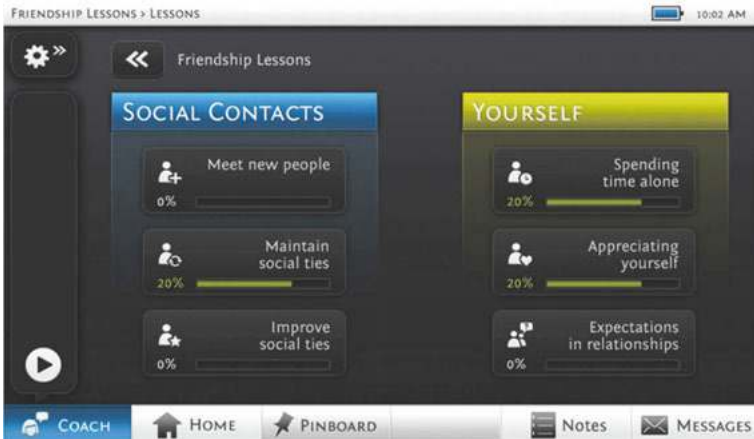 Friendship Lessons > Lessons
10:02 AM
Friendship Lessons
Social Contacts
Meet new people
0%
Maintain
social ties
20%
Improve
social ties
0%
Yourself
Spending
time alone
20%
Appreciating
yourself
20%
Expectations
in relationships
0%
Coach
Home
Pinboard
Notes
Messages